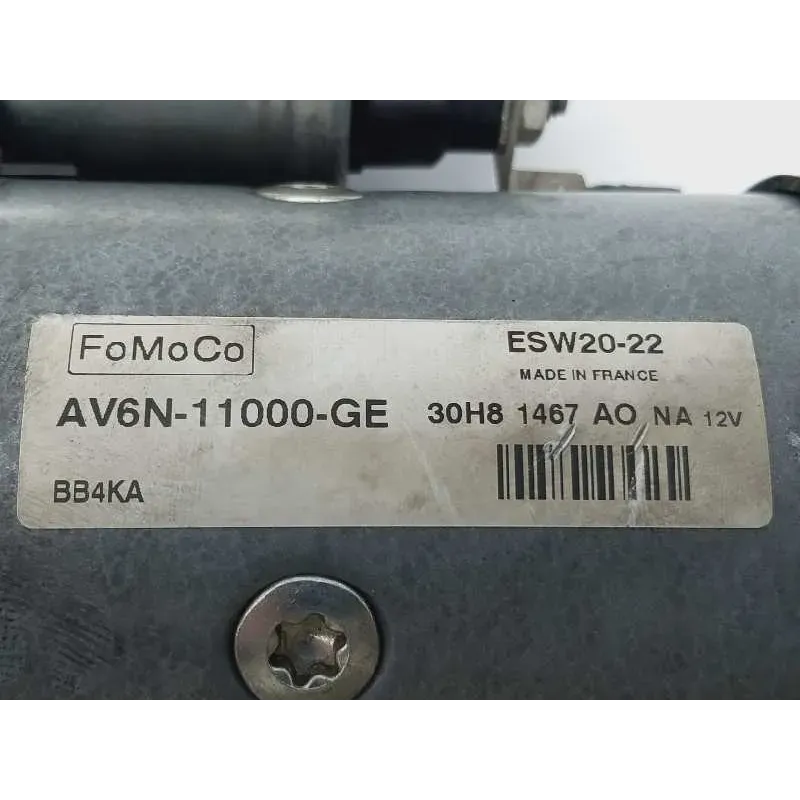 FoMoCo
ESW20-22
MADE IN FRANCE
AV6N-11000-GE 30H8 1467 AO NA 12V
BB4KA